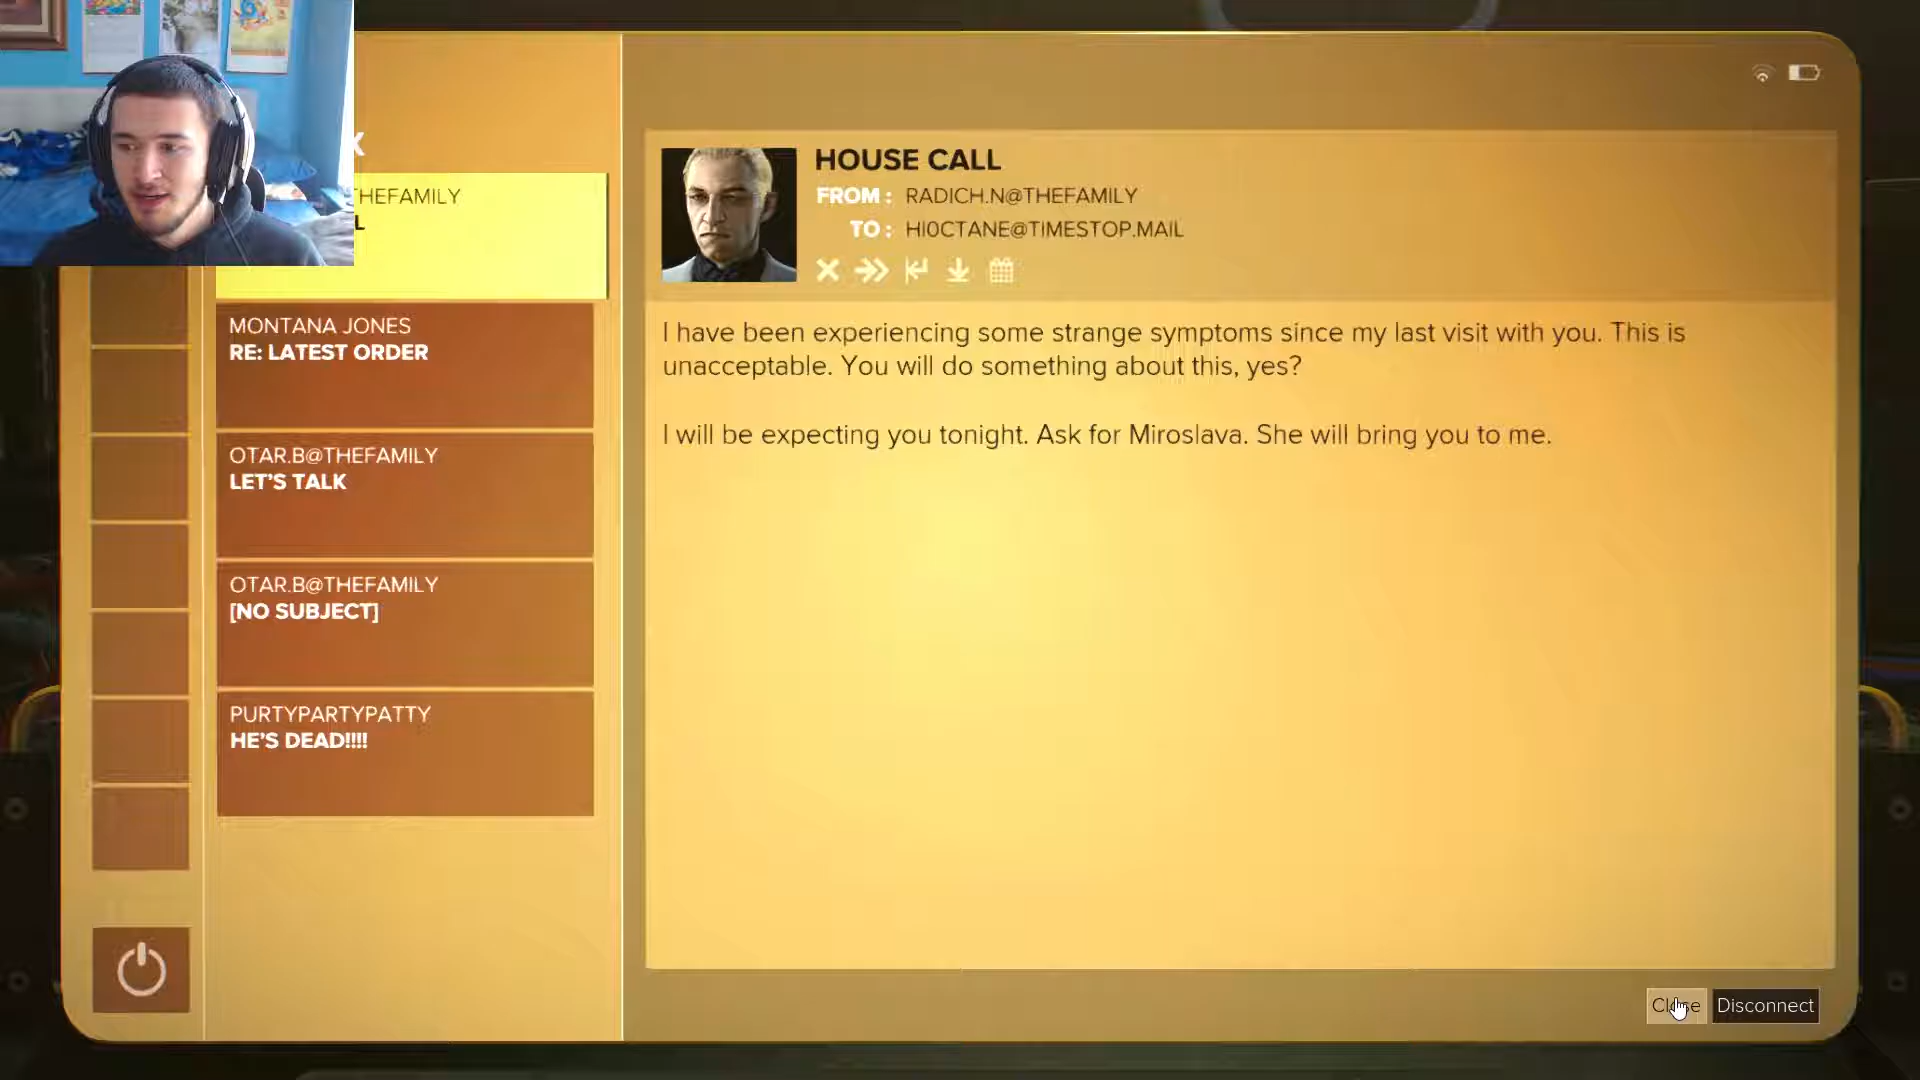 THEFAMILY
MONTANA JONES
RE: LATEST ORDER
OTAR.B@THEFAMILY
LET'S TALK
OTAR.B@THEFAMILY
[NO SUBJECT]
PURTYPARTYPATTY
HE'S DEAD!!!!
HOUSE CALL
FROM : RADICH.N@THEFAMILY
TO : HI0CTANE@TIMESTOP.MAIL
I have been experiencing some strange symptoms since my last visit with you. This is
unacceptable. You will do something about this, yes?
I will be expecting you tonight. Ask for Miroslava. She will bring you to me.
Close Disconnect